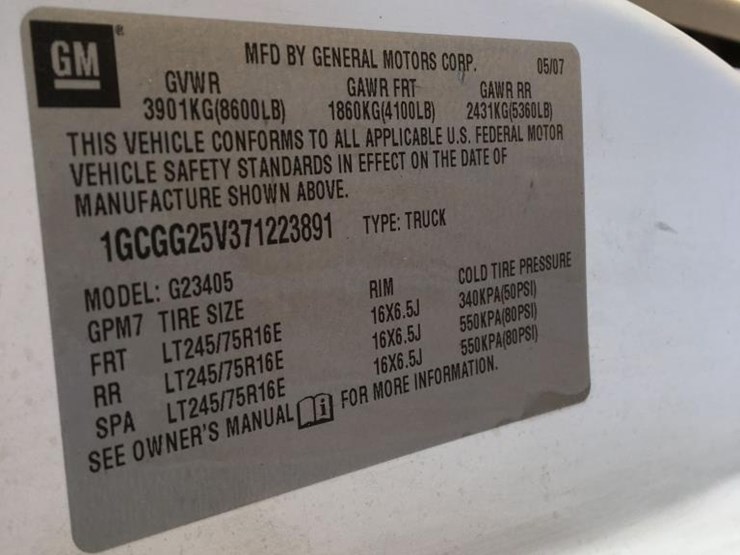 GM®
MFD BY GENERAL MOTORS CORP. 05/07
GVWR GAWR FRT GAWR RR
3901KG(8600LB) 1860KG(4100LB) 2431KG(5360LB)
THIS VEHICLE CONFORMS TO ALL APPLICABLE U.S. FEDERAL MOTOR
VEHICLE SAFETY STANDARDS IN EFFECT ON THE DATE OF
MANUFACTURE SHOWN ABOVE.
1GCGG25V371223891 TYPE: TRUCK
MODEL: G23405
GPM7 TIRE SIZE RIM COLD TIRE PRESSURE
FRT LT245/75R16E 16X6.5J 340KPA(50PSI)
RR LT245/75R16E 16X6.5J 550KPA(80PSI)
SPA LT245/75R16E 16X6.5J 550KPA(80PSI)
SEE OWNER'S MANUAL i FOR MORE INFORMATION.